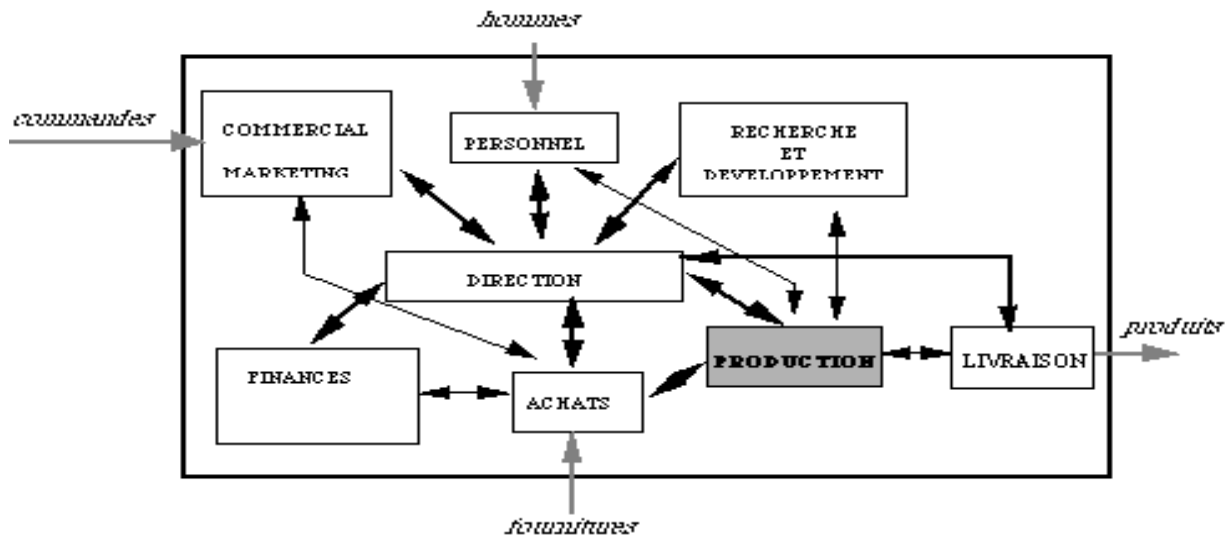 hommes
commandes
COMMERCIAL
MARKETING
PERSONNEL
RECHERCHE
ET
DEVELOPPEMENT
DIRECTION
produits
PRODUCTION
LIVRAISON
FINANCES
ACHATS
fournitures